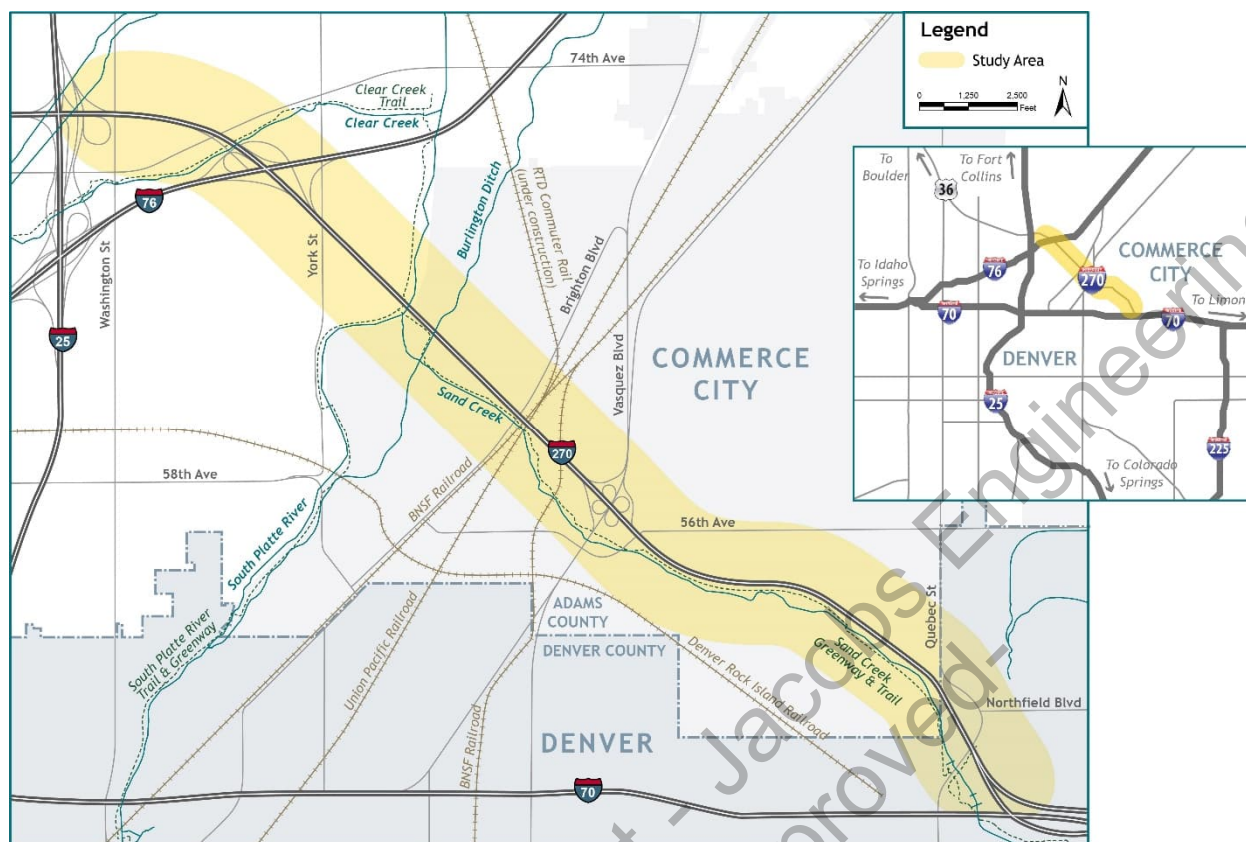 Legend
Study Area
0 1,250 2,500
Feet
N
74th Ave
Clear Creek
Trail
Clear Creek
76
Washington St
York St
Burlington Ditch
RTD Commuter Rail
(under construction)
Brighton Blvd
Vasquez Blvd
25
COMMERCE
CITY
Sand Creek
270
58th Ave
BNSF Railroad
56th Ave
South Platte River
ADAMS
COUNTY
DENVER COUNTY
Quebec St
South Platte River
Trail & Greenway
Union Pacific Railroad
Denver Rock Island Railroad
Sand Creek
Greenway & Trail
Northfield Blvd
BNSF Railroad
DENVER
70
To
Boulder
To Fort
Collins
36
COMMERCE
CITY
To Idaho
Springs
76
270
To Limon
70
70
DENVER
25
225
To Colorado
Springs
t - Jacobs Engineering
proved-